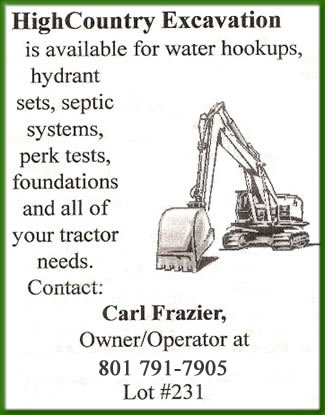 HighCountry Excavation
is available for water hookups,
hydrant
sets, septic
systems,
perk tests,
foundations
and all of
your tractor
needs.
Contact:
Carl Frazier,
Owner/Operator at
801 791-7905
Lot #231